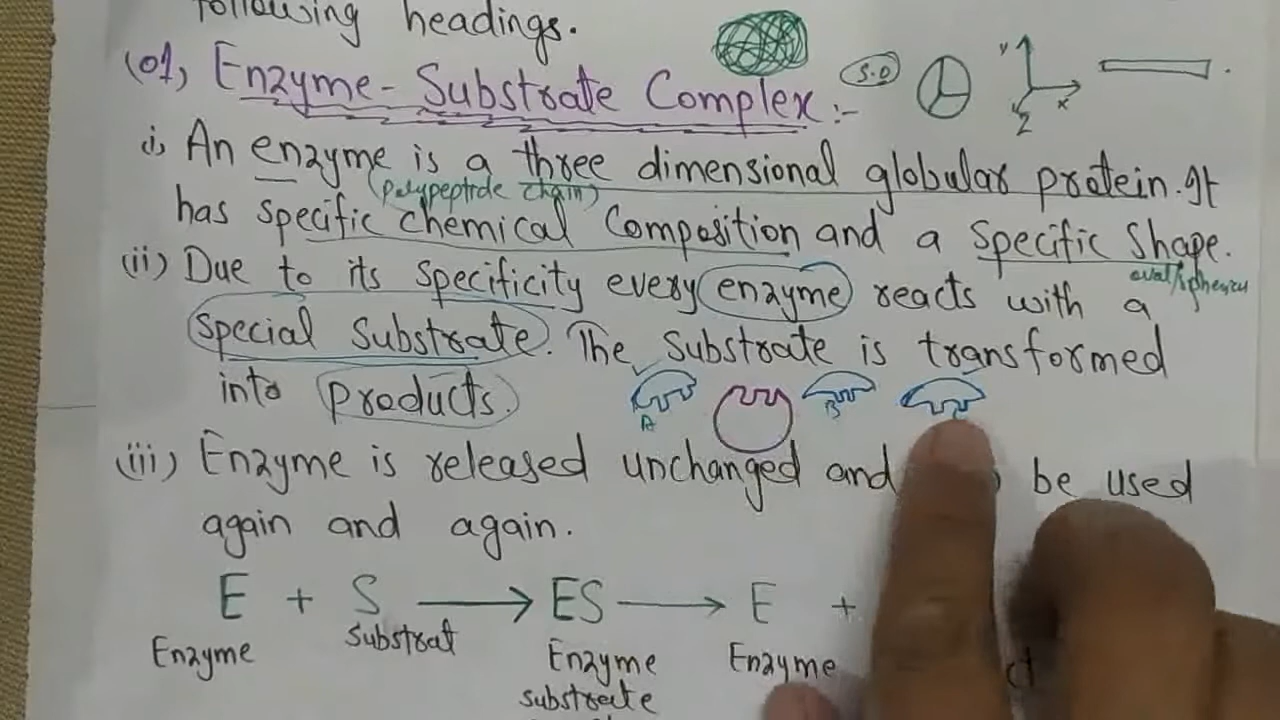 following headings.
(01) Enzyme - Substrate Complex :-
3.D
Y
X
Z
i) An enzyme is a three dimensional globular protein. It
(polypeptide chain)
has specific chemical Composition and a Specific Shape.
(ii) Due to its specificity every enzyme reacts with a
oval/
Special Substrate. The Substrate is transformed
into products.
A
B
(iii) Enzyme is released unchanged and be used
again and again.
E + S → ES → E +
Enzyme Substrat Enzyme Enzyme ct
substrate